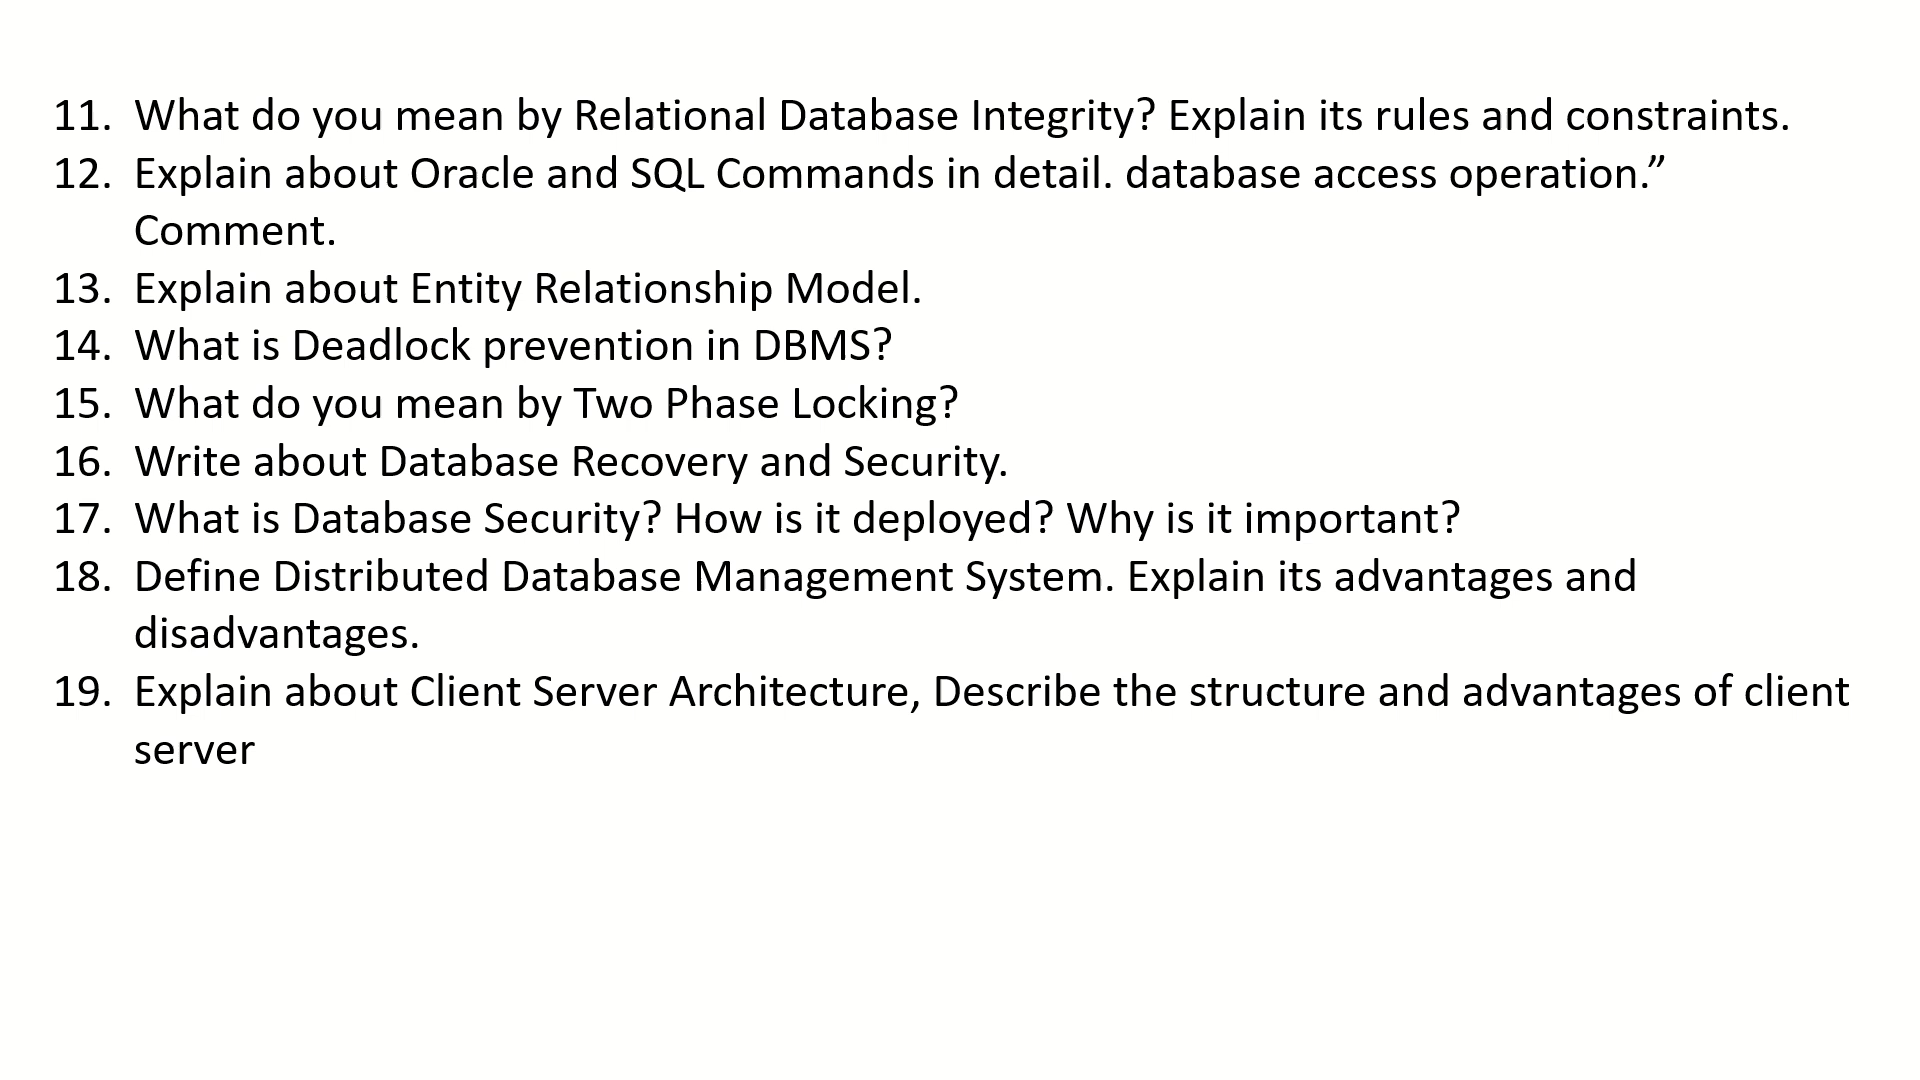 11. What do you mean by Relational Database Integrity? Explain its rules and constraints.
12. Explain about Oracle and SQL Commands in detail. database access operation.”
Comment.
13. Explain about Entity Relationship Model.
14. What is Deadlock prevention in DBMS?
15. What do you mean by Two Phase Locking?
16. Write about Database Recovery and Security.
17. What is Database Security? How is it deployed? Why is it important?
18. Define Distributed Database Management System. Explain its advantages and
disadvantages.
19. Explain about Client Server Architecture, Describe the structure and advantages of client
server